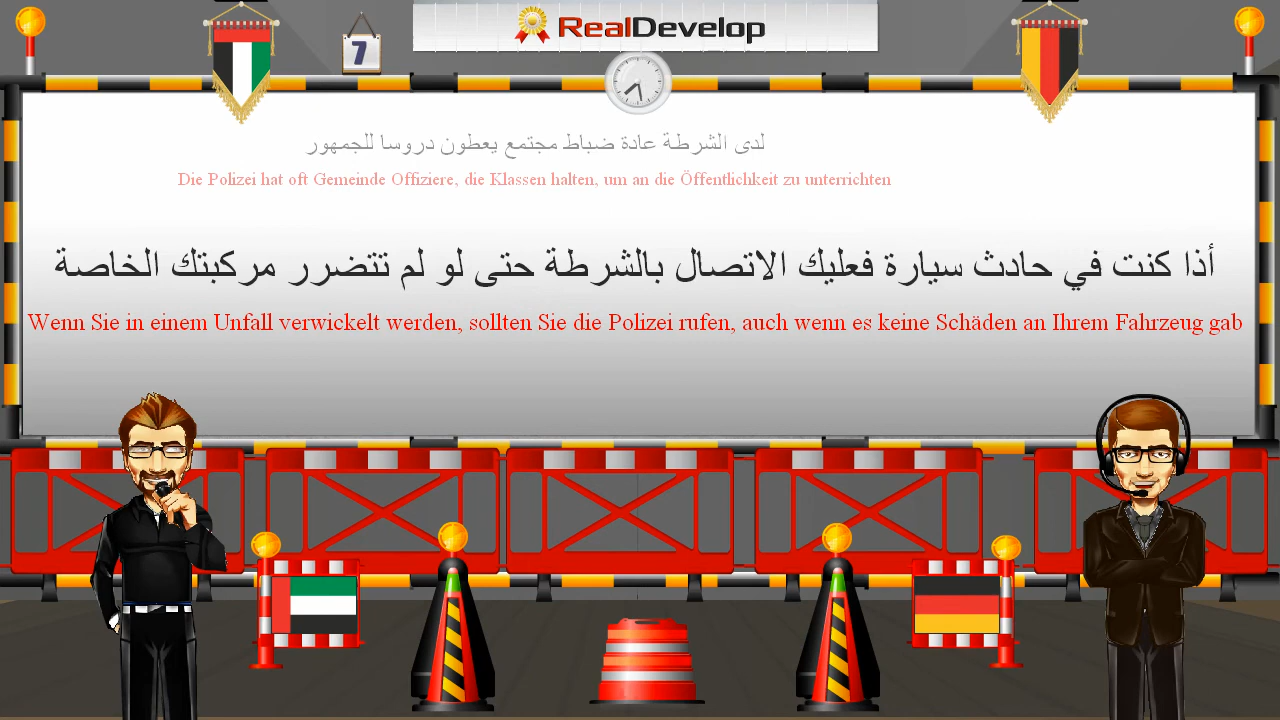 RealDevelop
7
لدى الشرطة عادة ضباط مجتمع يعطون دروسا للجمهور
Die Polizei hat oft Gemeinde Offiziere, die Klassen halten, um an die Öffentlichkeit zu unterrichten
أذا كنت في حادث سيارة فعليك الاتصال بالشرطة حتى لو لم تتضرر مركبتك الخاصة
Wenn Sie in einem Unfall verwickelt werden, sollten Sie die Polizei rufen, auch wenn es keine Schäden an Ihrem Fahrzeug gab